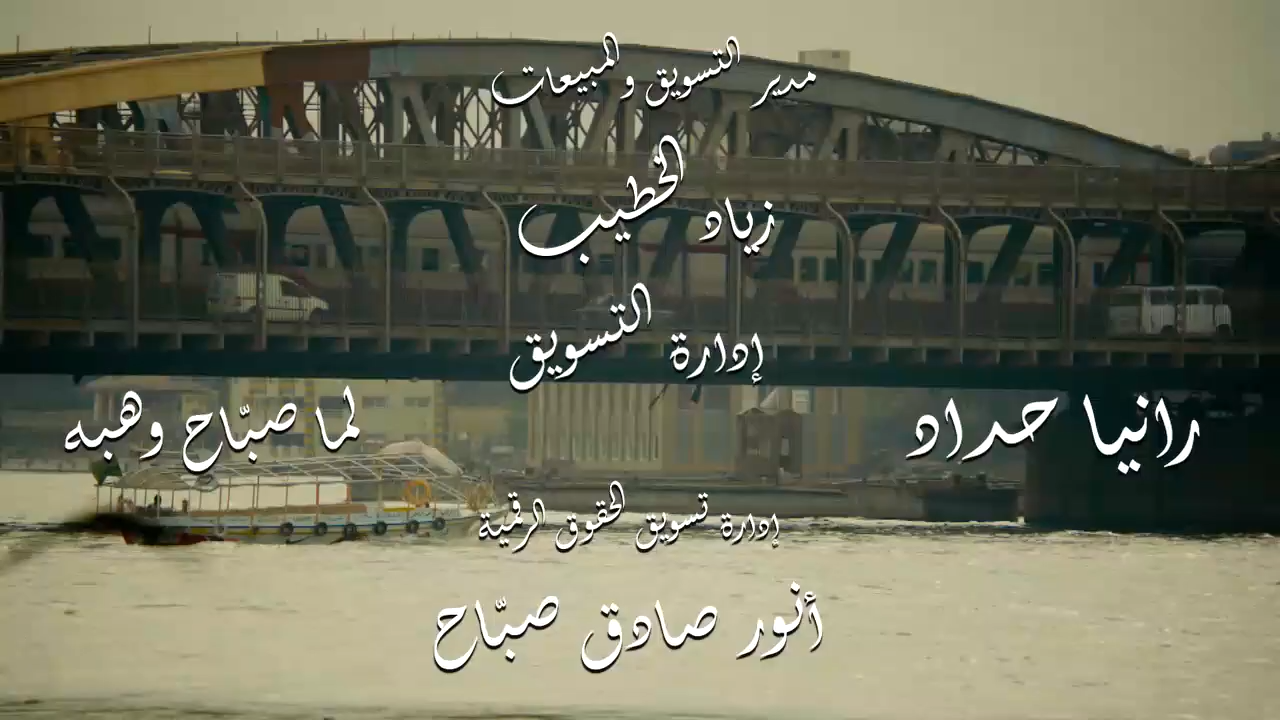 مدير التسويق والمبيعات
زياد الخطيب
إدارة التسويق
رانيا حداد
لما صبّاح وهبه
إدارة تسويق الحقوق الرقمية
أنور صادق صبّاح